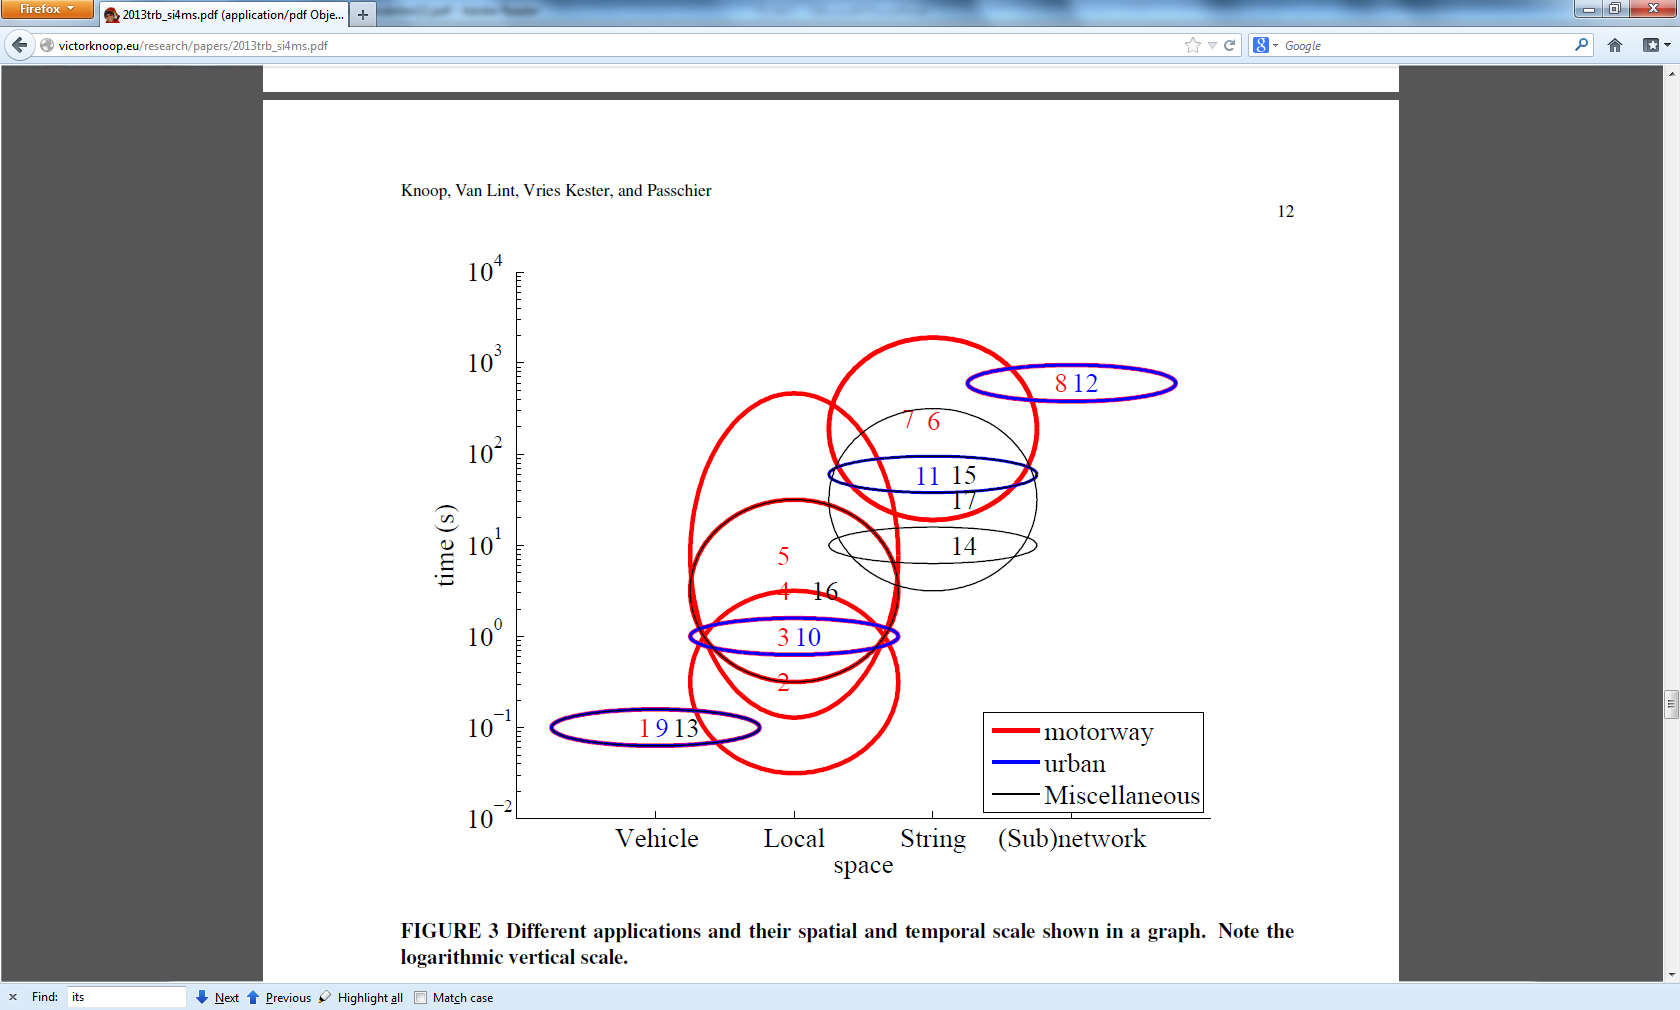 Firefox
2013trb_si4ms.pdf (application/pdf Obje...
victorknoop.eu/research/papers/2013trb_si4ms.pdf
Google
Knoop, Van Lint, Vries Kester, and Passchier
12
10^4
10^3
10^2
10^1
10^0
10^−1
10^−2
time (s)
8 12
7 6
11 15
17
14
5
4 16
3 10
2
1 9 13
motorway
urban
Miscellaneous
Vehicle Local String (Sub)network
space
FIGURE 3 Different applications and their spatial and temporal scale shown in a graph. Note the
logarithmic vertical scale.
× Find: its Next Previous Highlight all Match case